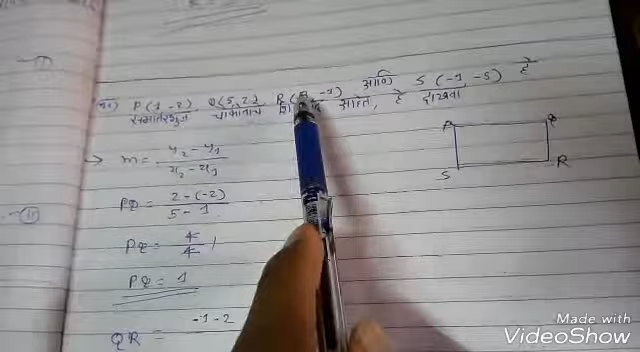 P(1 -2) Q(5,2) R( -1) आणि S(-1 -5) हे
समांतरभुज चौकोनाचे आहेत, हे दाखवा
→ m = y₂ - y₁ / x₂ - x₁
P Q
S R
PQ = 2-(-2) / 5 - 1
PQ = 4 / 4
PQ = 1
QR = -1 - 2
Made with
VideoShow